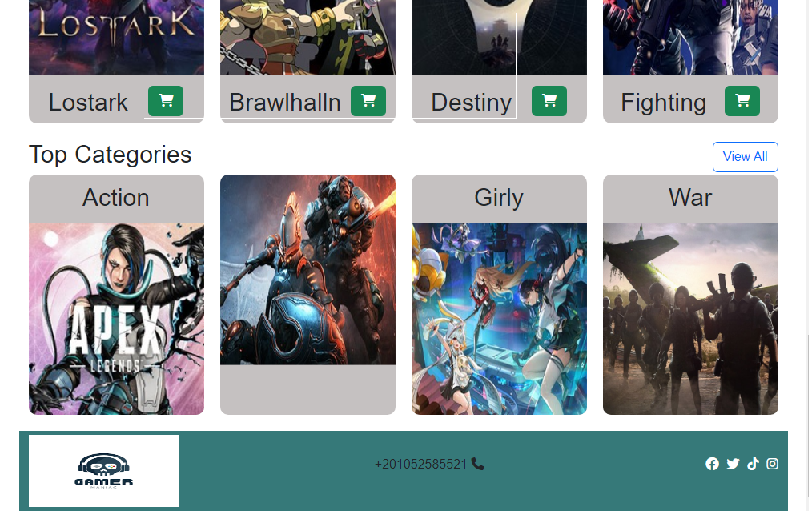 LOSTARK
Lostark
Brawlhalln
Destiny
Fighting
Top Categories
View All
Action
Girly
War
APEX
LEGENDS
GAMER
+201052585521